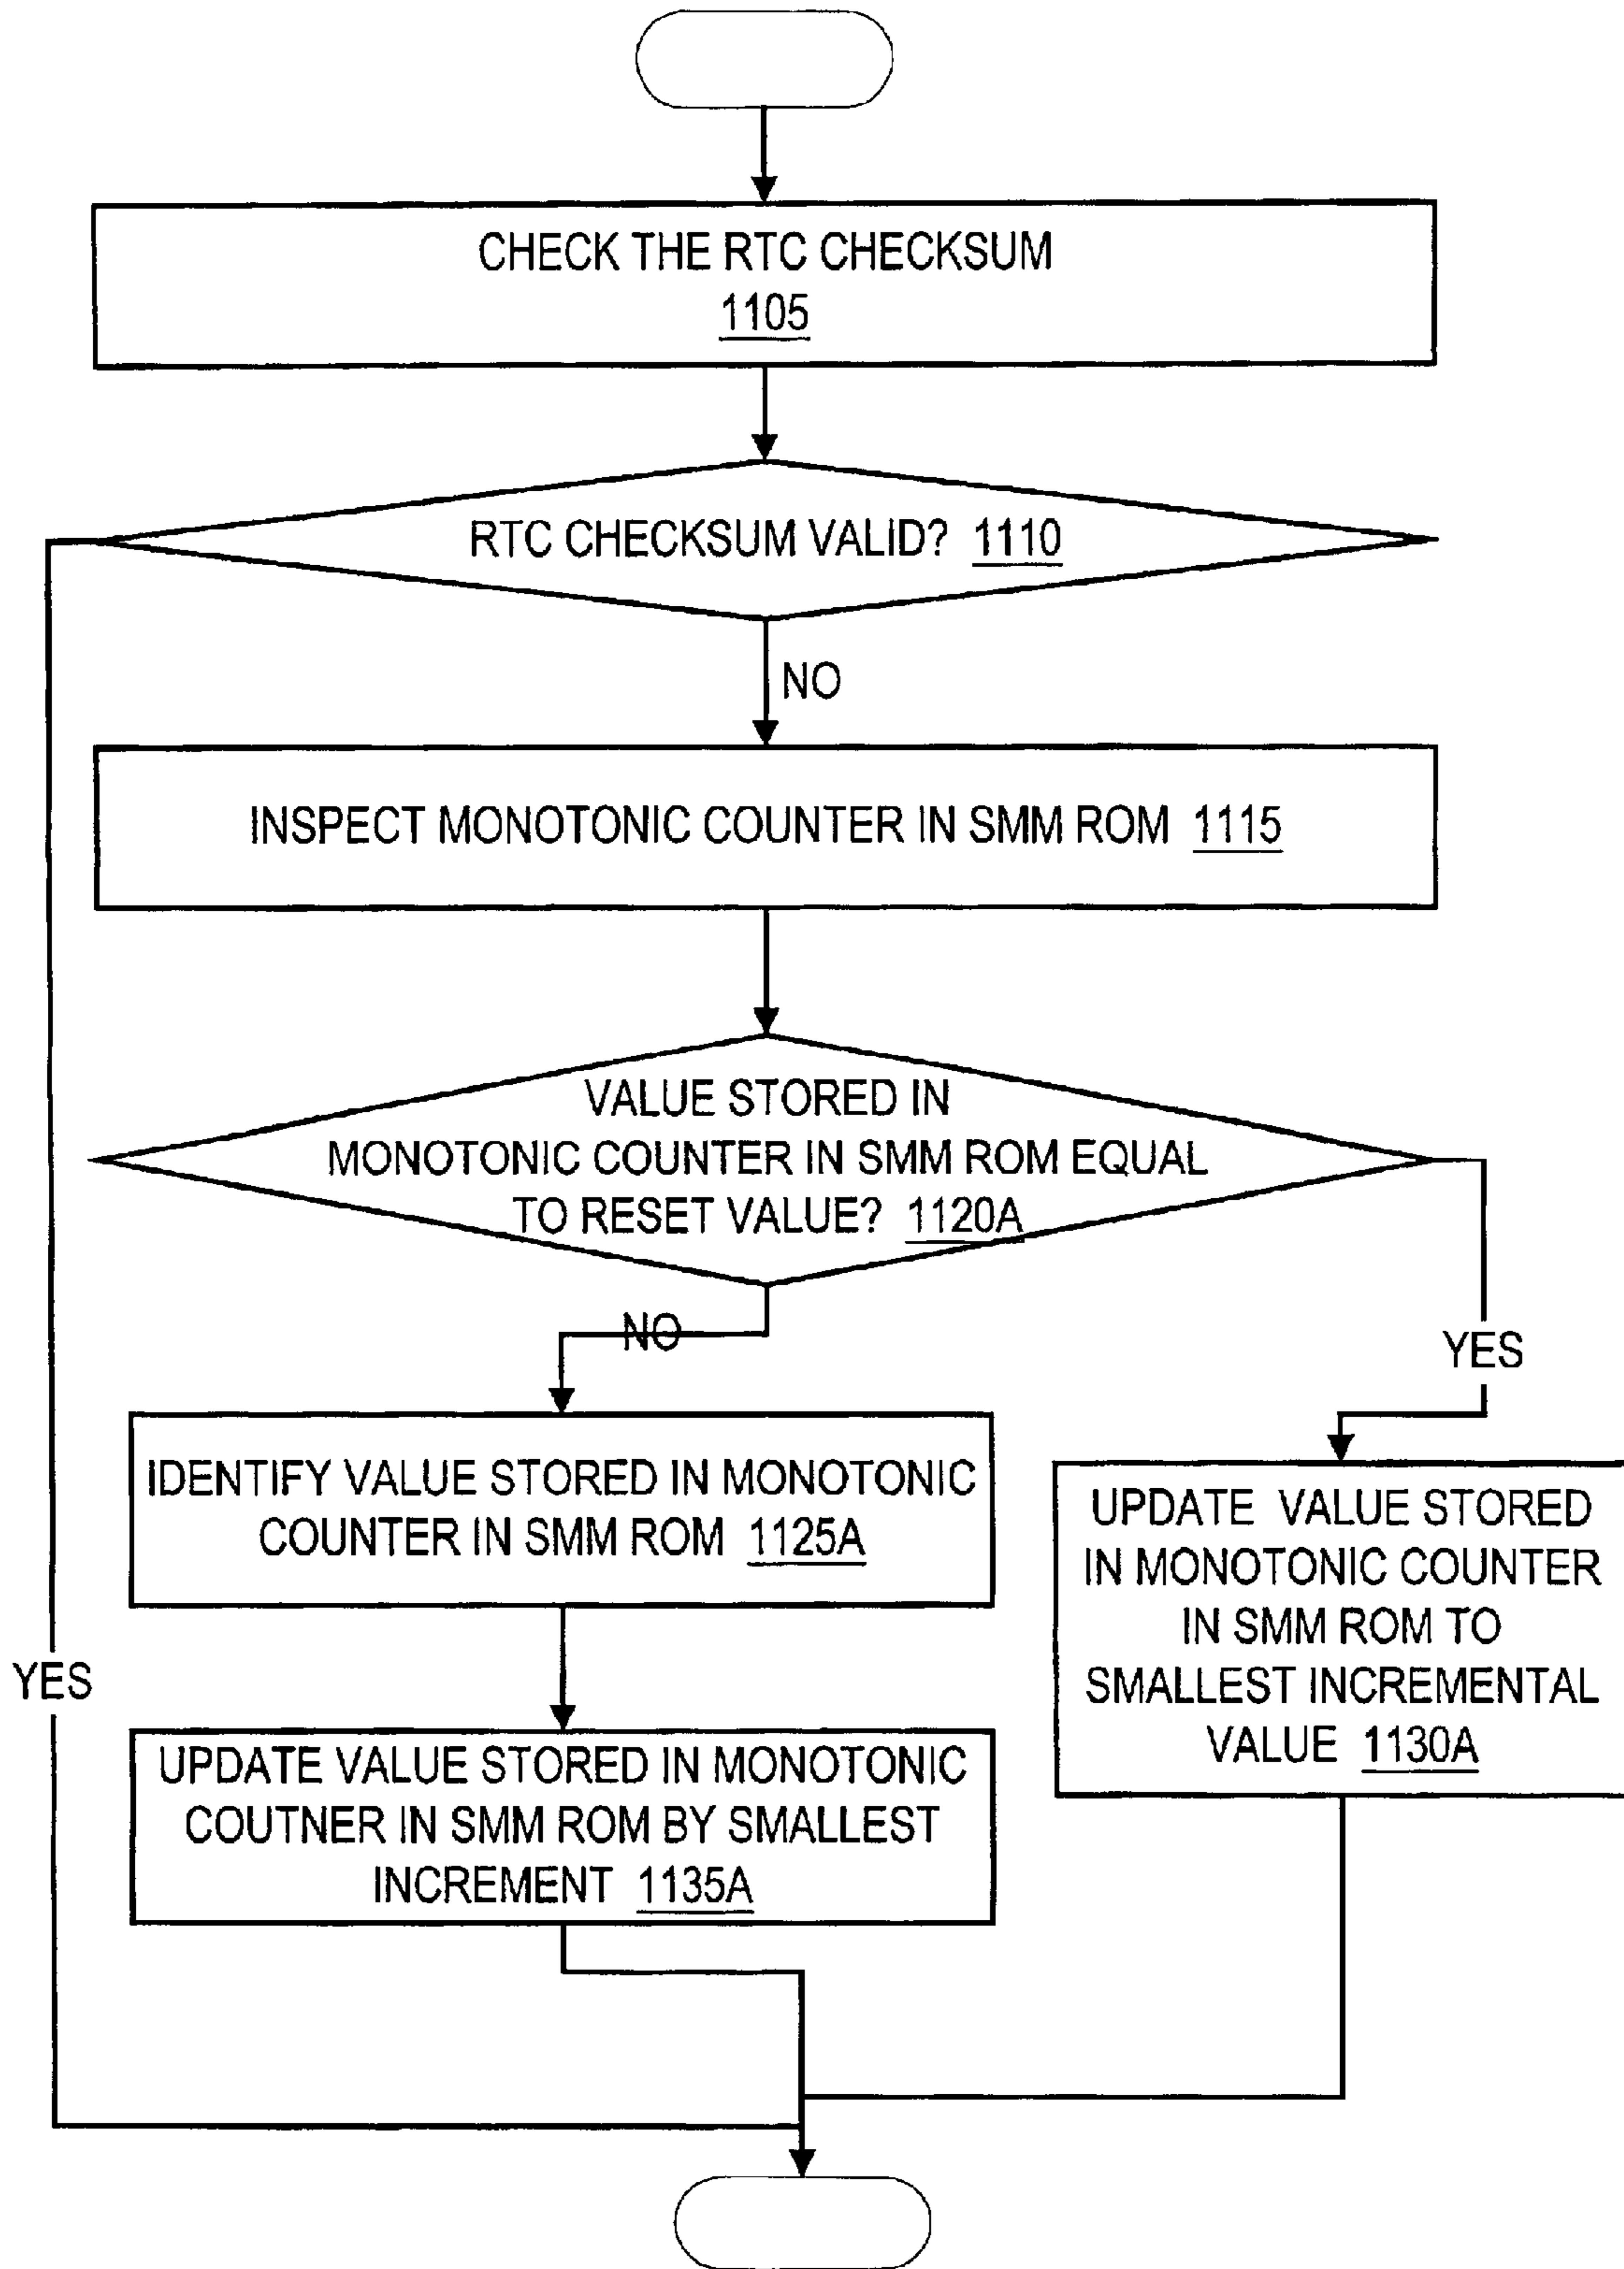 CHECK THE RTC CHECKSUM
1105
RTC CHECKSUM VALID? 1110
NO
INSPECT MONOTONIC COUNTER IN SMM ROM 1115
VALUE STORED IN
MONOTONIC COUNTER IN SMM ROM EQUAL
TO RESET VALUE? 1120A
NO
YES
IDENTIFY VALUE STORED IN MONOTONIC
COUNTER IN SMM ROM 1125A
UPDATE VALUE STORED
IN MONOTONIC COUNTER
IN SMM ROM TO
SMALLEST INCREMENTAL
VALUE 1130A
YES
UPDATE VALUE STORED IN MONOTONIC
COUTNER IN SMM ROM BY SMALLEST
INCREMENT 1135A